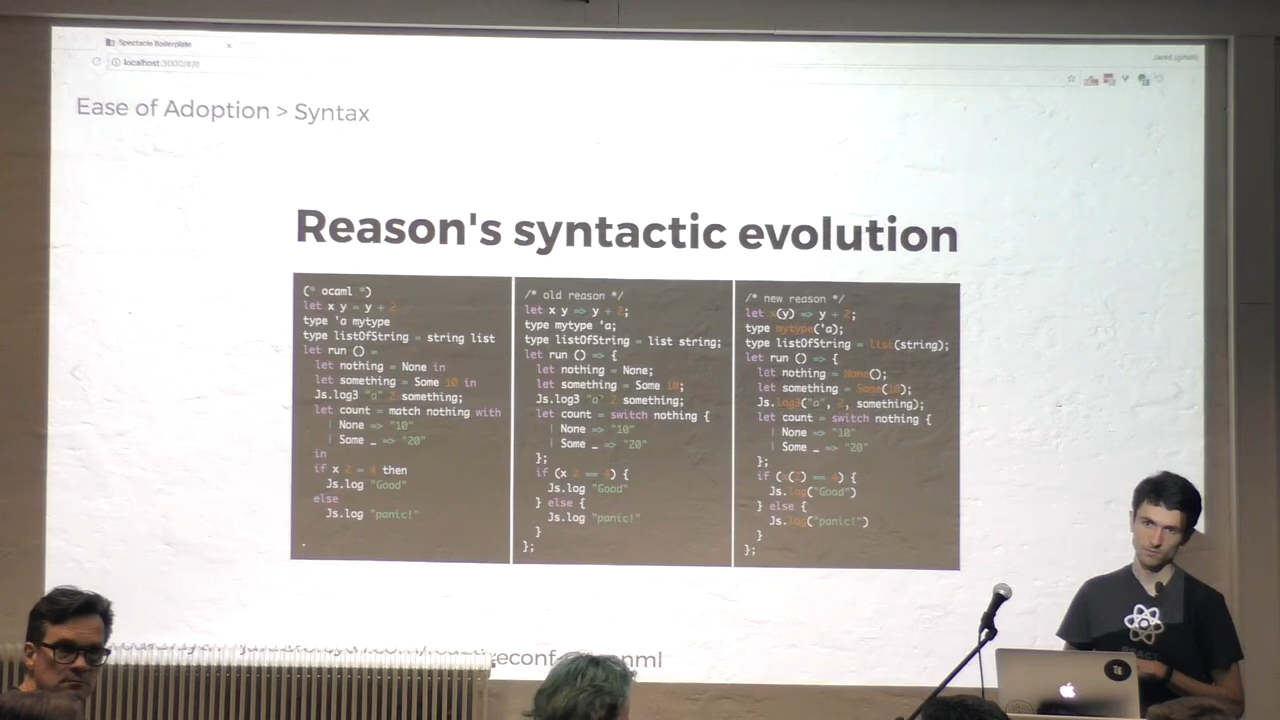 Spectacle Boilerplate
localhost:3000/#/6
Jared (gmail)
Ease of Adoption > Syntax
Reason's syntactic evolution
(* ocaml *)
let x y = y + 2
type 'a mytype
type listOfString = string list
let run () =
let nothing = None in
let something = Some 10 in
Js.log3 "a" 2 something;
let count = match nothing with
| None => "10"
| Some _ => "20"
in
if x 2 = 4 then
Js.log "Good"
else
Js.log "panic!"
/* old reason */
let x y => y + 2;
type mytype 'a;
type listOfString = list string;
let run () => {
let nothing = None;
let something = Some 10;
Js.log3 "a" 2 something;
let count = switch nothing {
| None => "10"
| Some _ => "20"
};
if (x 2 == 4) {
Js.log "Good"
} else {
Js.log "panic!"
}
};
/* new reason */
let x(y) => y + 2;
type mytype('a);
type listOfString = list(string);
let run () => {
let nothing = None();
let something = Some(10);
Js.log3("a", 2, something);
let count = switch nothing {
| None => "10"
| Some _ => "20"
};
if (x(2) == 4) {
Js.log("Good")
} else {
Js.log("panic!")
}
};
REACT